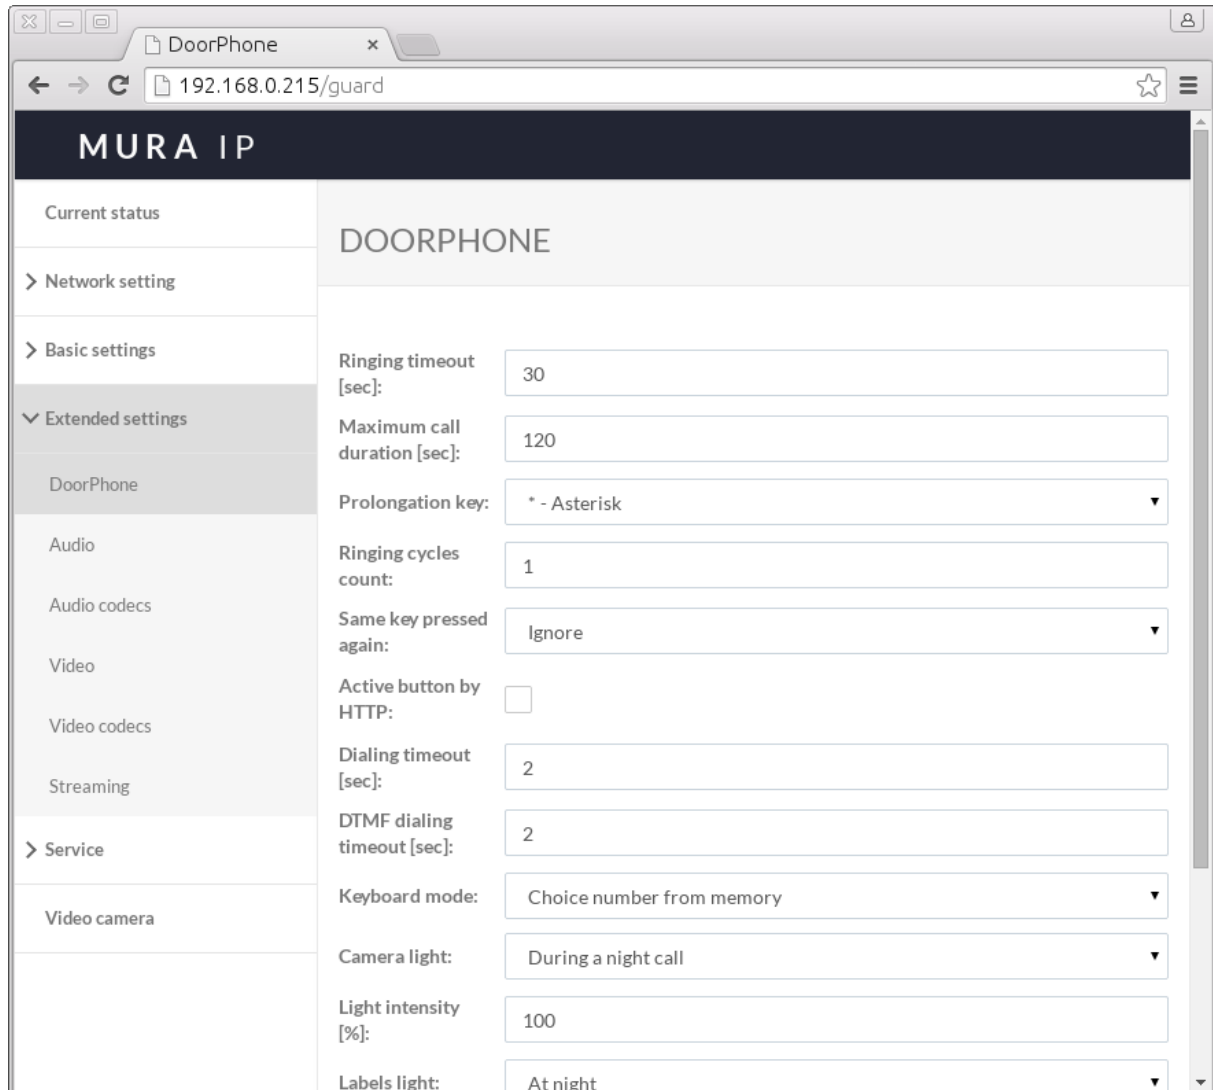 DoorPhone
192.168.0.215/guard
MURA IP
Current status
Network setting
Basic settings
Extended settings
DoorPhone
Audio
Audio codecs
Video
Video codecs
Streaming
Service
Video camera
DOORPHONE
Ringing timeout
[sec]:
30
Maximum call
duration [sec]:
120
Prolongation key:
* - Asterisk
Ringing cycles
count:
1
Same key pressed
again:
Ignore
Active button by
HTTP:
Dialing timeout
[sec]:
2
DTMF dialing
timeout [sec]:
2
Keyboard mode:
Choice number from memory
Camera light:
During a night call
Light intensity
[%]:
100
Labels light:
At night